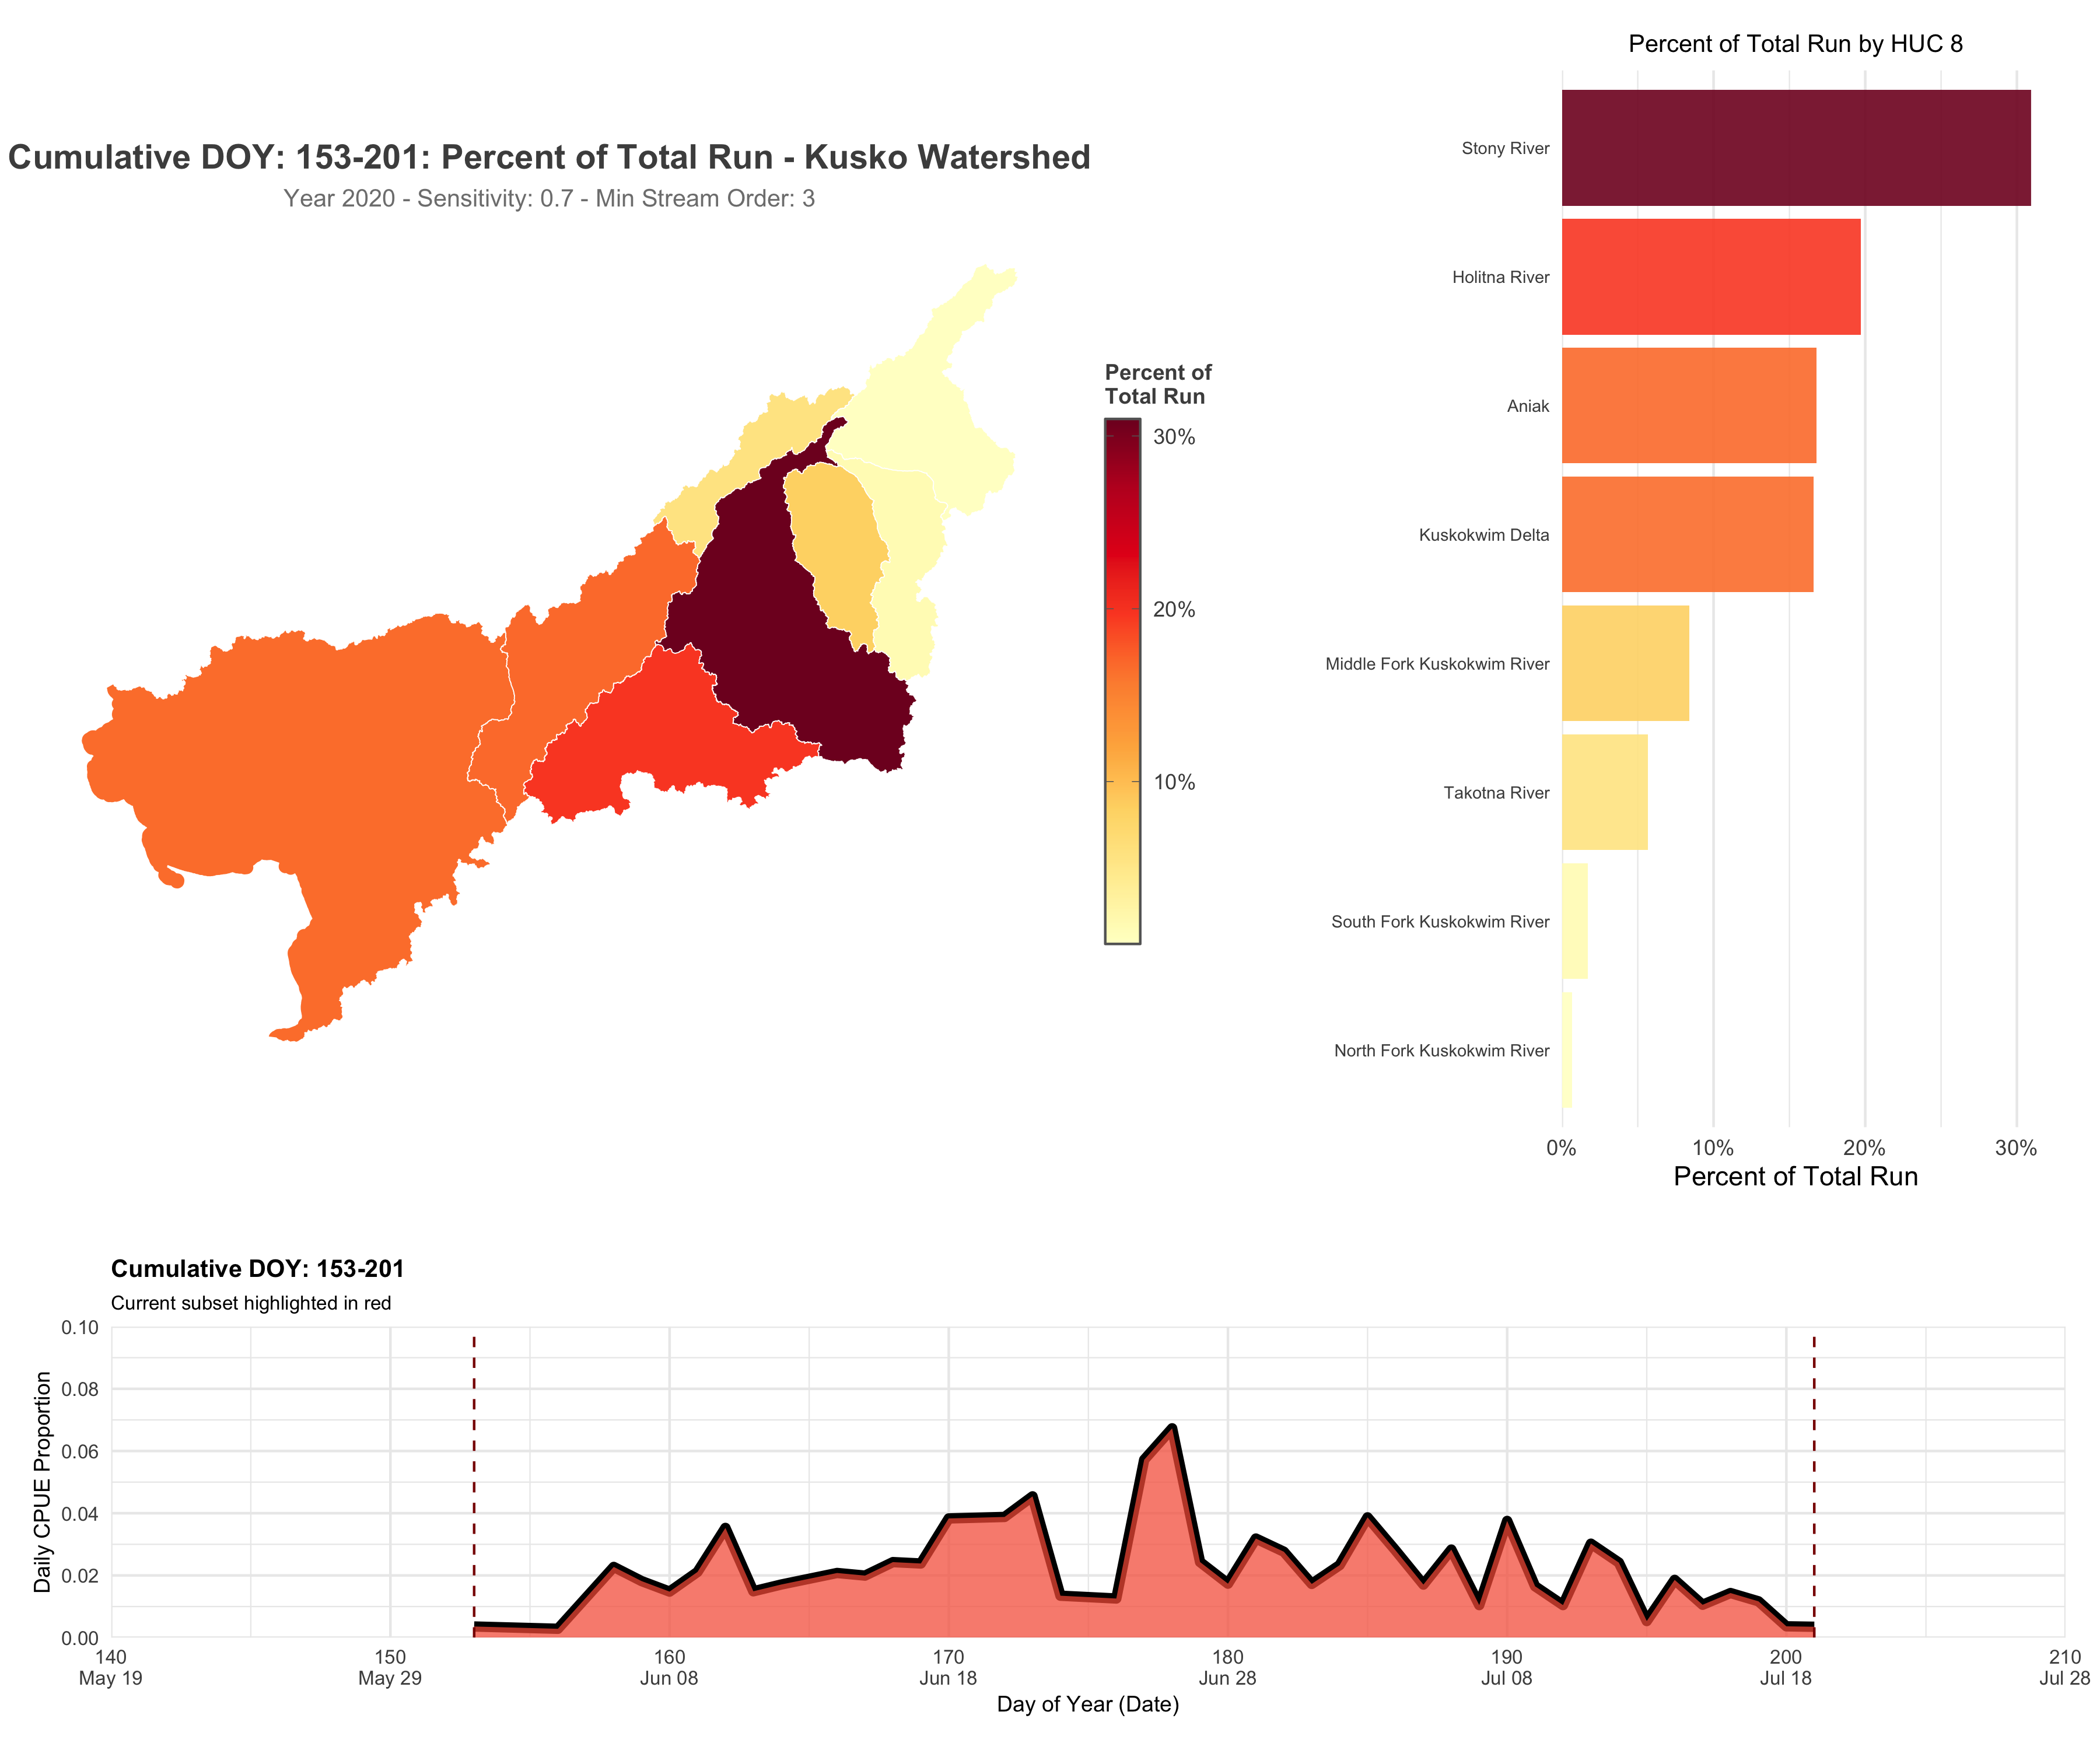 Cumulative DOY: 153-201: Percent of Total Run - Kusko Watershed
Year 2020 - Sensitivity: 0.7 - Min Stream Order: 3
Percent of
Total Run
30%
20%
10%
Percent of Total Run by HUC 8
Stony River
Holitna River
Aniak
Kuskokwim Delta
Middle Fork Kuskokwim River
Takotna River
South Fork Kuskokwim River
North Fork Kuskokwim River
0% 10% 20% 30%
Percent of Total Run
Cumulative DOY: 153-201
Current subset highlighted in red
Daily CPUE Proportion
0.10
0.08
0.06
0.04
0.02
0.00
140 150 160 170 180 190 200 210
May 19 May 29 Jun 08 Jun 18 Jun 28 Jul 08 Jul 18 Jul 28
Day of Year (Date)